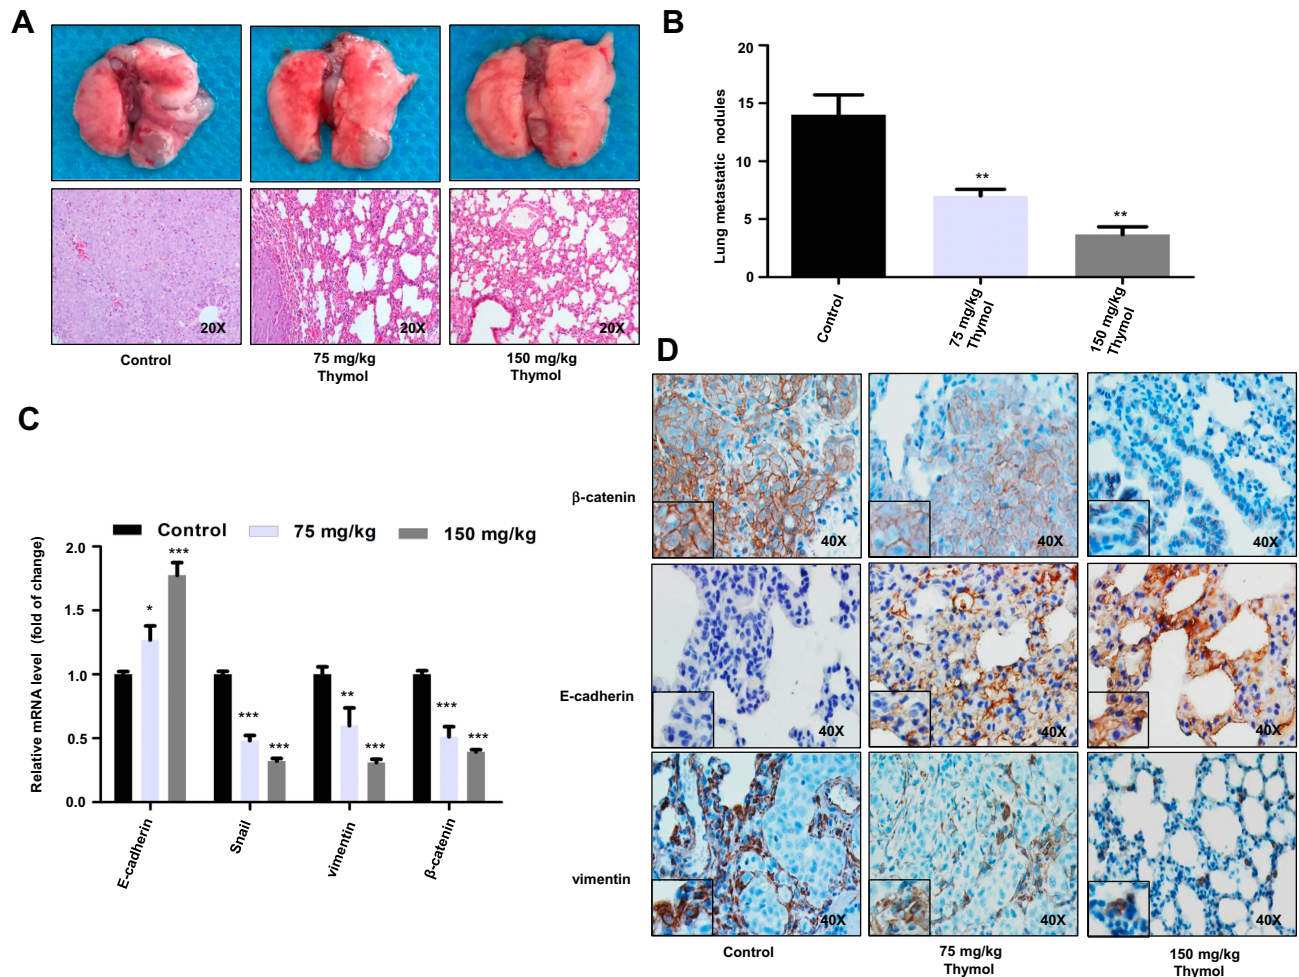 A
20X
20X
20X
Control
75 mg/kg
Thymol
150 mg/kg
Thymol
B
Lung metastatic nodules
20
15
10
5
0
**
**
Control
75 mg/kg
Thymol
150 mg/kg
Thymol
C
Control
75 mg/kg
150 mg/kg
Relative mRNA level (fold of change)
2.0
1.5
1.0
0.5
0.0
*
***
***
***
**
***
***
***
E-cadherin
Snail
vimentin
β-catenin
D
β-catenin
40X
40X
40X
E-cadherin
40X
40X
40X
vimentin
40X
40X
40X
Control
75 mg/kg
Thymol
150 mg/kg
Thymol